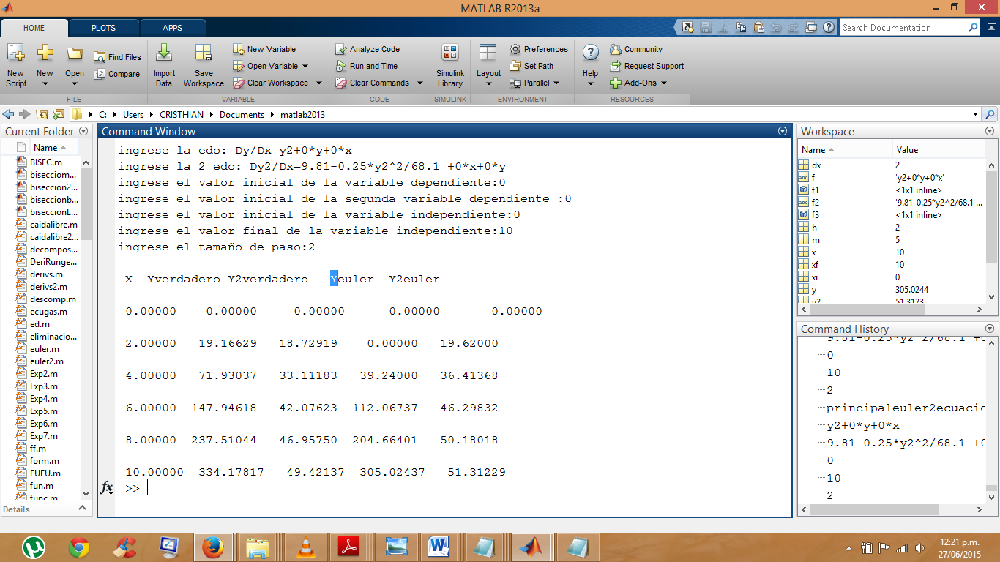 MATLAB R2013a
HOME PLOTS APPS
Search Documentation
New Script
New
Open
Find Files
Compare
Import Data
Save Workspace
New Variable
Open Variable
Clear Workspace
Analyze Code
Run and Time
Clear Commands
Simulink Library
Layout
Preferences
Set Path
Parallel
Help
Community
Request Support
Add-Ons
FILE VARIABLE CODE SIMULINK ENVIRONMENT RESOURCES
C: Users CRISTHIAN Documents matlab2013
Current Folder
Name
BISEC.m
bisecciom...
biseccion2...
biseccionb...
biseccionL...
caidalibre.m
caidalibre2...
decompos...
DeriRunge...
derivs.m
derivs2.m
descomp.m
ecugas.m
ed.m
eliminacio...
euler.m
euler2.m
Exp2.m
Exp3.m
Exp4.m
Exp5.m
Exp6.m
Exp7.m
ff.m
form.m
FUFU.m
fun.m
func.m
Details
Command Window
ingrese la edo: Dy/Dx=y2+0*y+0*x
ingrese la 2 edo: Dy2/Dx=9.81-0.25*y2^2/68.1 +0*x+0*y
ingrese el valor inicial de la variable dependiente:0
ingrese el valor inicial de la segunda variable dependiente :0
ingrese el valor inicial de la variable independiente:0
ingrese el valor final de la variable independiente:10
ingrese el tamaño de paso:2
X Yverdadero Y2verdadero Yeuler Y2euler
0.00000 0.00000 0.00000 0.00000 0.00000
2.00000 19.16629 18.72919 0.00000 19.62000
4.00000 71.93037 33.11183 39.24000 36.41368
6.00000 147.94618 42.07623 112.06737 46.29832
8.00000 237.51044 46.95750 204.66401 50.18018
10.00000 334.17817 49.42137 305.02437 51.31229
fx >>
Workspace
Name Value
dx 2
f 'y2+0*y+0*x'
f1 <1x1 inline>
f2 '9.81-0.25*y2^2/68.1 ...
f3 <1x1 inline>
h 2
m 5
x 10
xf 10
xi 0
y 305.0244
y2 51.3123
Command History
9.81-0.25*y2^2/68.1 +0
0
10
2
principaleuler2ecuacic
y2+0*y+0*x
9.81-0.25*y2^2/68.1 +0
0
10
2
12:21 p.m.
27/06/2015